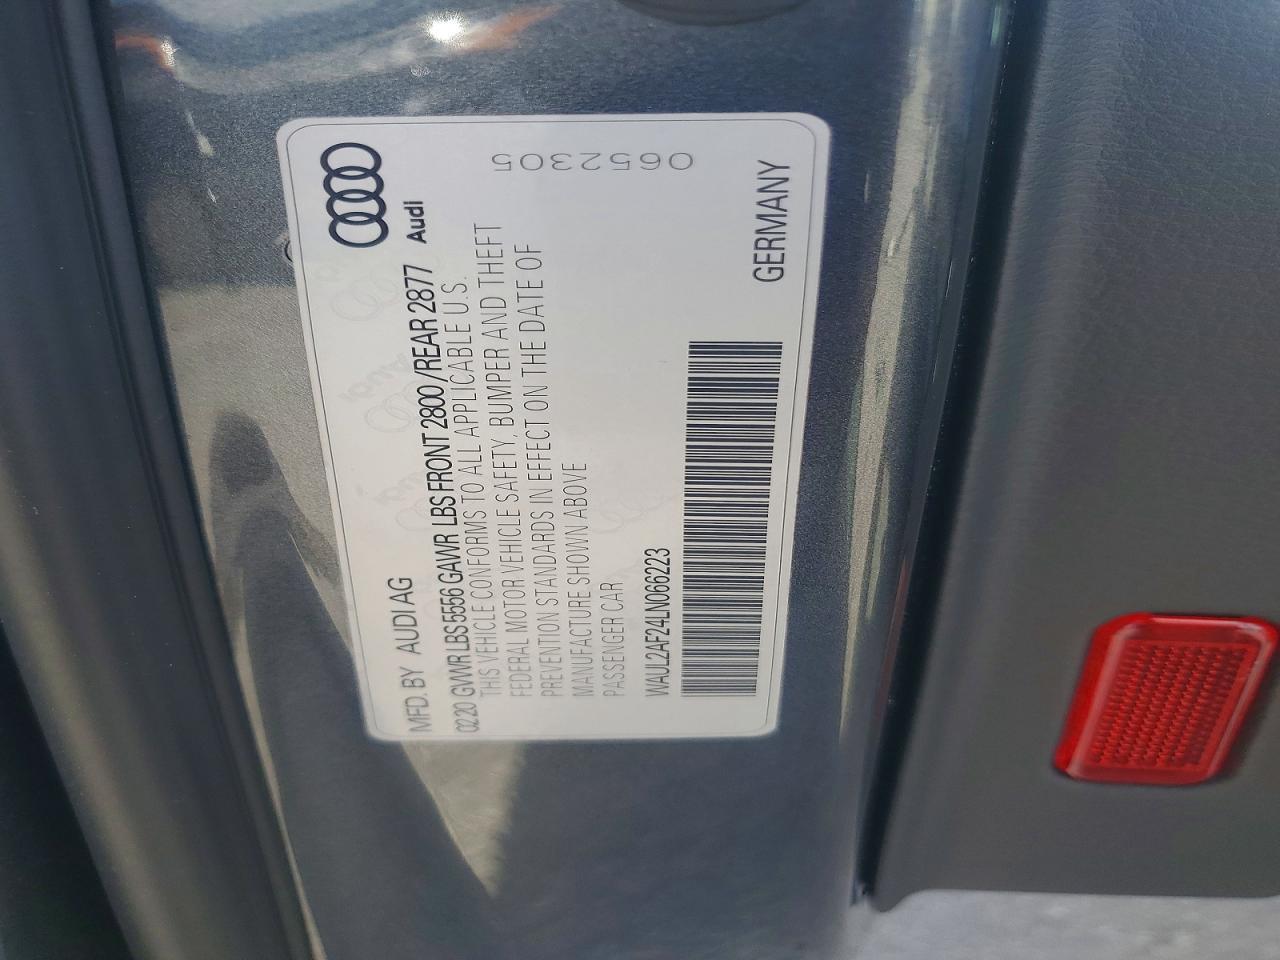 MFD. BY AUDI AG
Audi
02.20 GVWR LBS 5556 GAWR LBS FRONT 2800 /REAR 2877
THIS VEHICLE CONFORMS TO ALL APPLICABLE U.S.
FEDERAL MOTOR VEHICLE SAFETY, BUMPER AND THEFT
PREVENTION STANDARDS IN EFFECT ON THE DATE OF
MANUFACTURE SHOWN ABOVE
PASSENGER CAR
WAUL2AF24LN066223
0652305
GERMANY